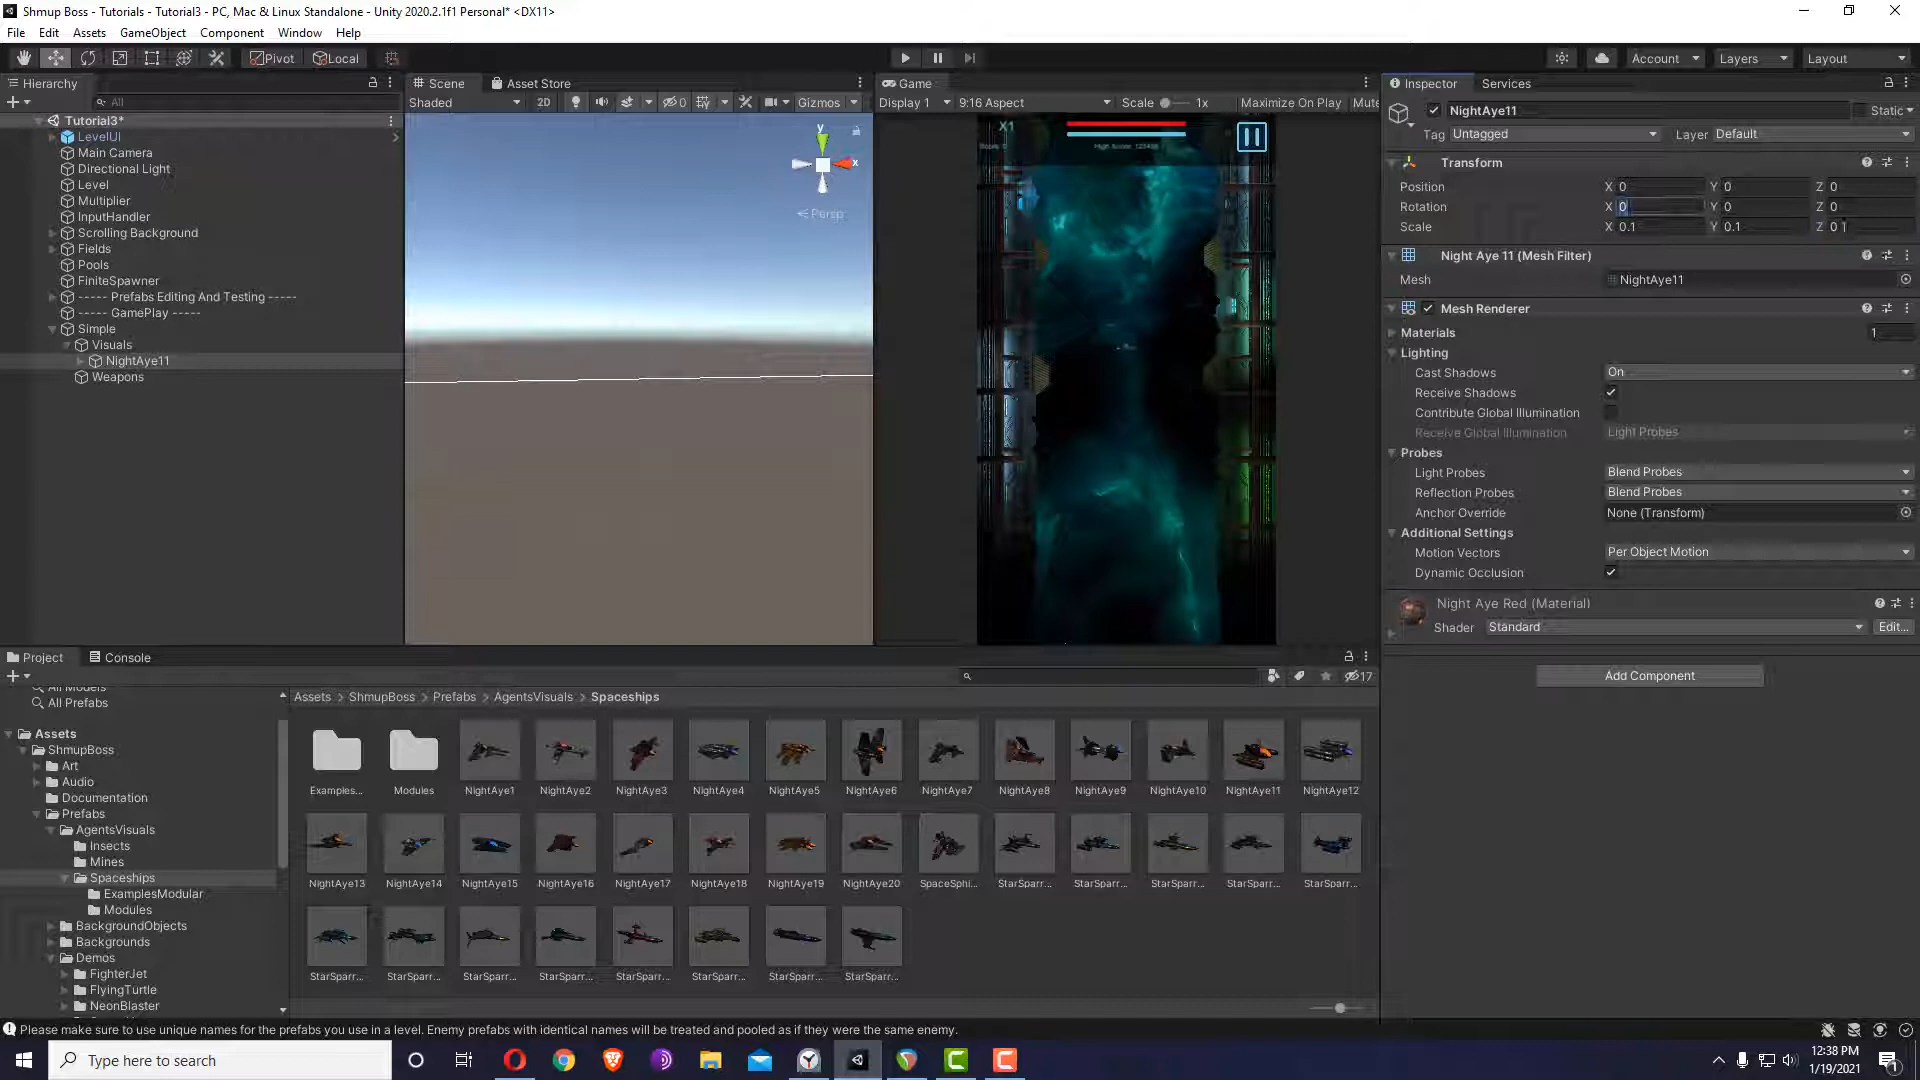 Shmup Boss - Tutorials - Tutorial3 - PC, Mac & Linux Standalone - Unity 2020.2.1f1 Personal* <DX11>
File Edit Assets GameObject Component Window Help
Pivot Local
Account Layers Layout
Hierarchy
All
Tutorial3*
LevelUI
Main Camera
Directional Light
Level
Multiplier
InputHandler
Scrolling Background
Fields
Pools
FiniteSpawner
----- Prefabs Editing And Testing -----
----- GamePlay -----
Simple
Visuals
NightAye11
Weapons
Scene Asset Store
Shaded 2D 0 Gizmos
y
x
Persp
Game
Display 1 9:16 Aspect Scale 1x Maximize On Play Mute
X1
High Score: 123456
Inspector Services
NightAye11 Static
Tag Untagged Layer Default
Transform
Position X 0 Y 0 Z 0
Rotation X 0 Y 0 Z 0
Scale X 0.1 Y 0.1 Z 0.1
Night Aye 11 (Mesh Filter)
Mesh NightAye11
Mesh Renderer
Materials 1
Lighting
Cast Shadows On
Receive Shadows
Contribute Global Illumination
Receive Global Illumination Light Probes
Probes
Light Probes Blend Probes
Reflection Probes Blend Probes
Anchor Override None (Transform)
Additional Settings
Motion Vectors Per Object Motion
Dynamic Occlusion
Night Aye Red (Material)
Shader Standard Edit...
Add Component
Project Console
17
All Models
All Prefabs
Assets
ShmupBoss
Art
Audio
Documentation
Prefabs
AgentsVisuals
Insects
Mines
Spaceships
ExamplesModular
Modules
BackgroundObjects
Backgrounds
Demos
FighterJet
FlyingTurtle
NeonBlaster
Assets > ShmupBoss > Prefabs > AgentsVisuals > Spaceships
Examples... Modules NightAye1 NightAye2 NightAye3 NightAye4 NightAye5 NightAye6 NightAye7 NightAye8 NightAye9 NightAye10 NightAye11 NightAye12
NightAye13 NightAye14 NightAye15 NightAye16 NightAye17 NightAye18 NightAye19 NightAye20 SpaceSphi... StarSparr... StarSparr... StarSparr... StarSparr... StarSparr...
StarSparr... StarSparr... StarSparr... StarSparr... StarSparr... StarSparr... StarSparr... StarSparr...
Please make sure to use unique names for the prefabs you use in a level. Enemy prefabs with identical names will be treated and pooled as if they were the same enemy.
Type here to search
12:38 PM
1/19/2021
1